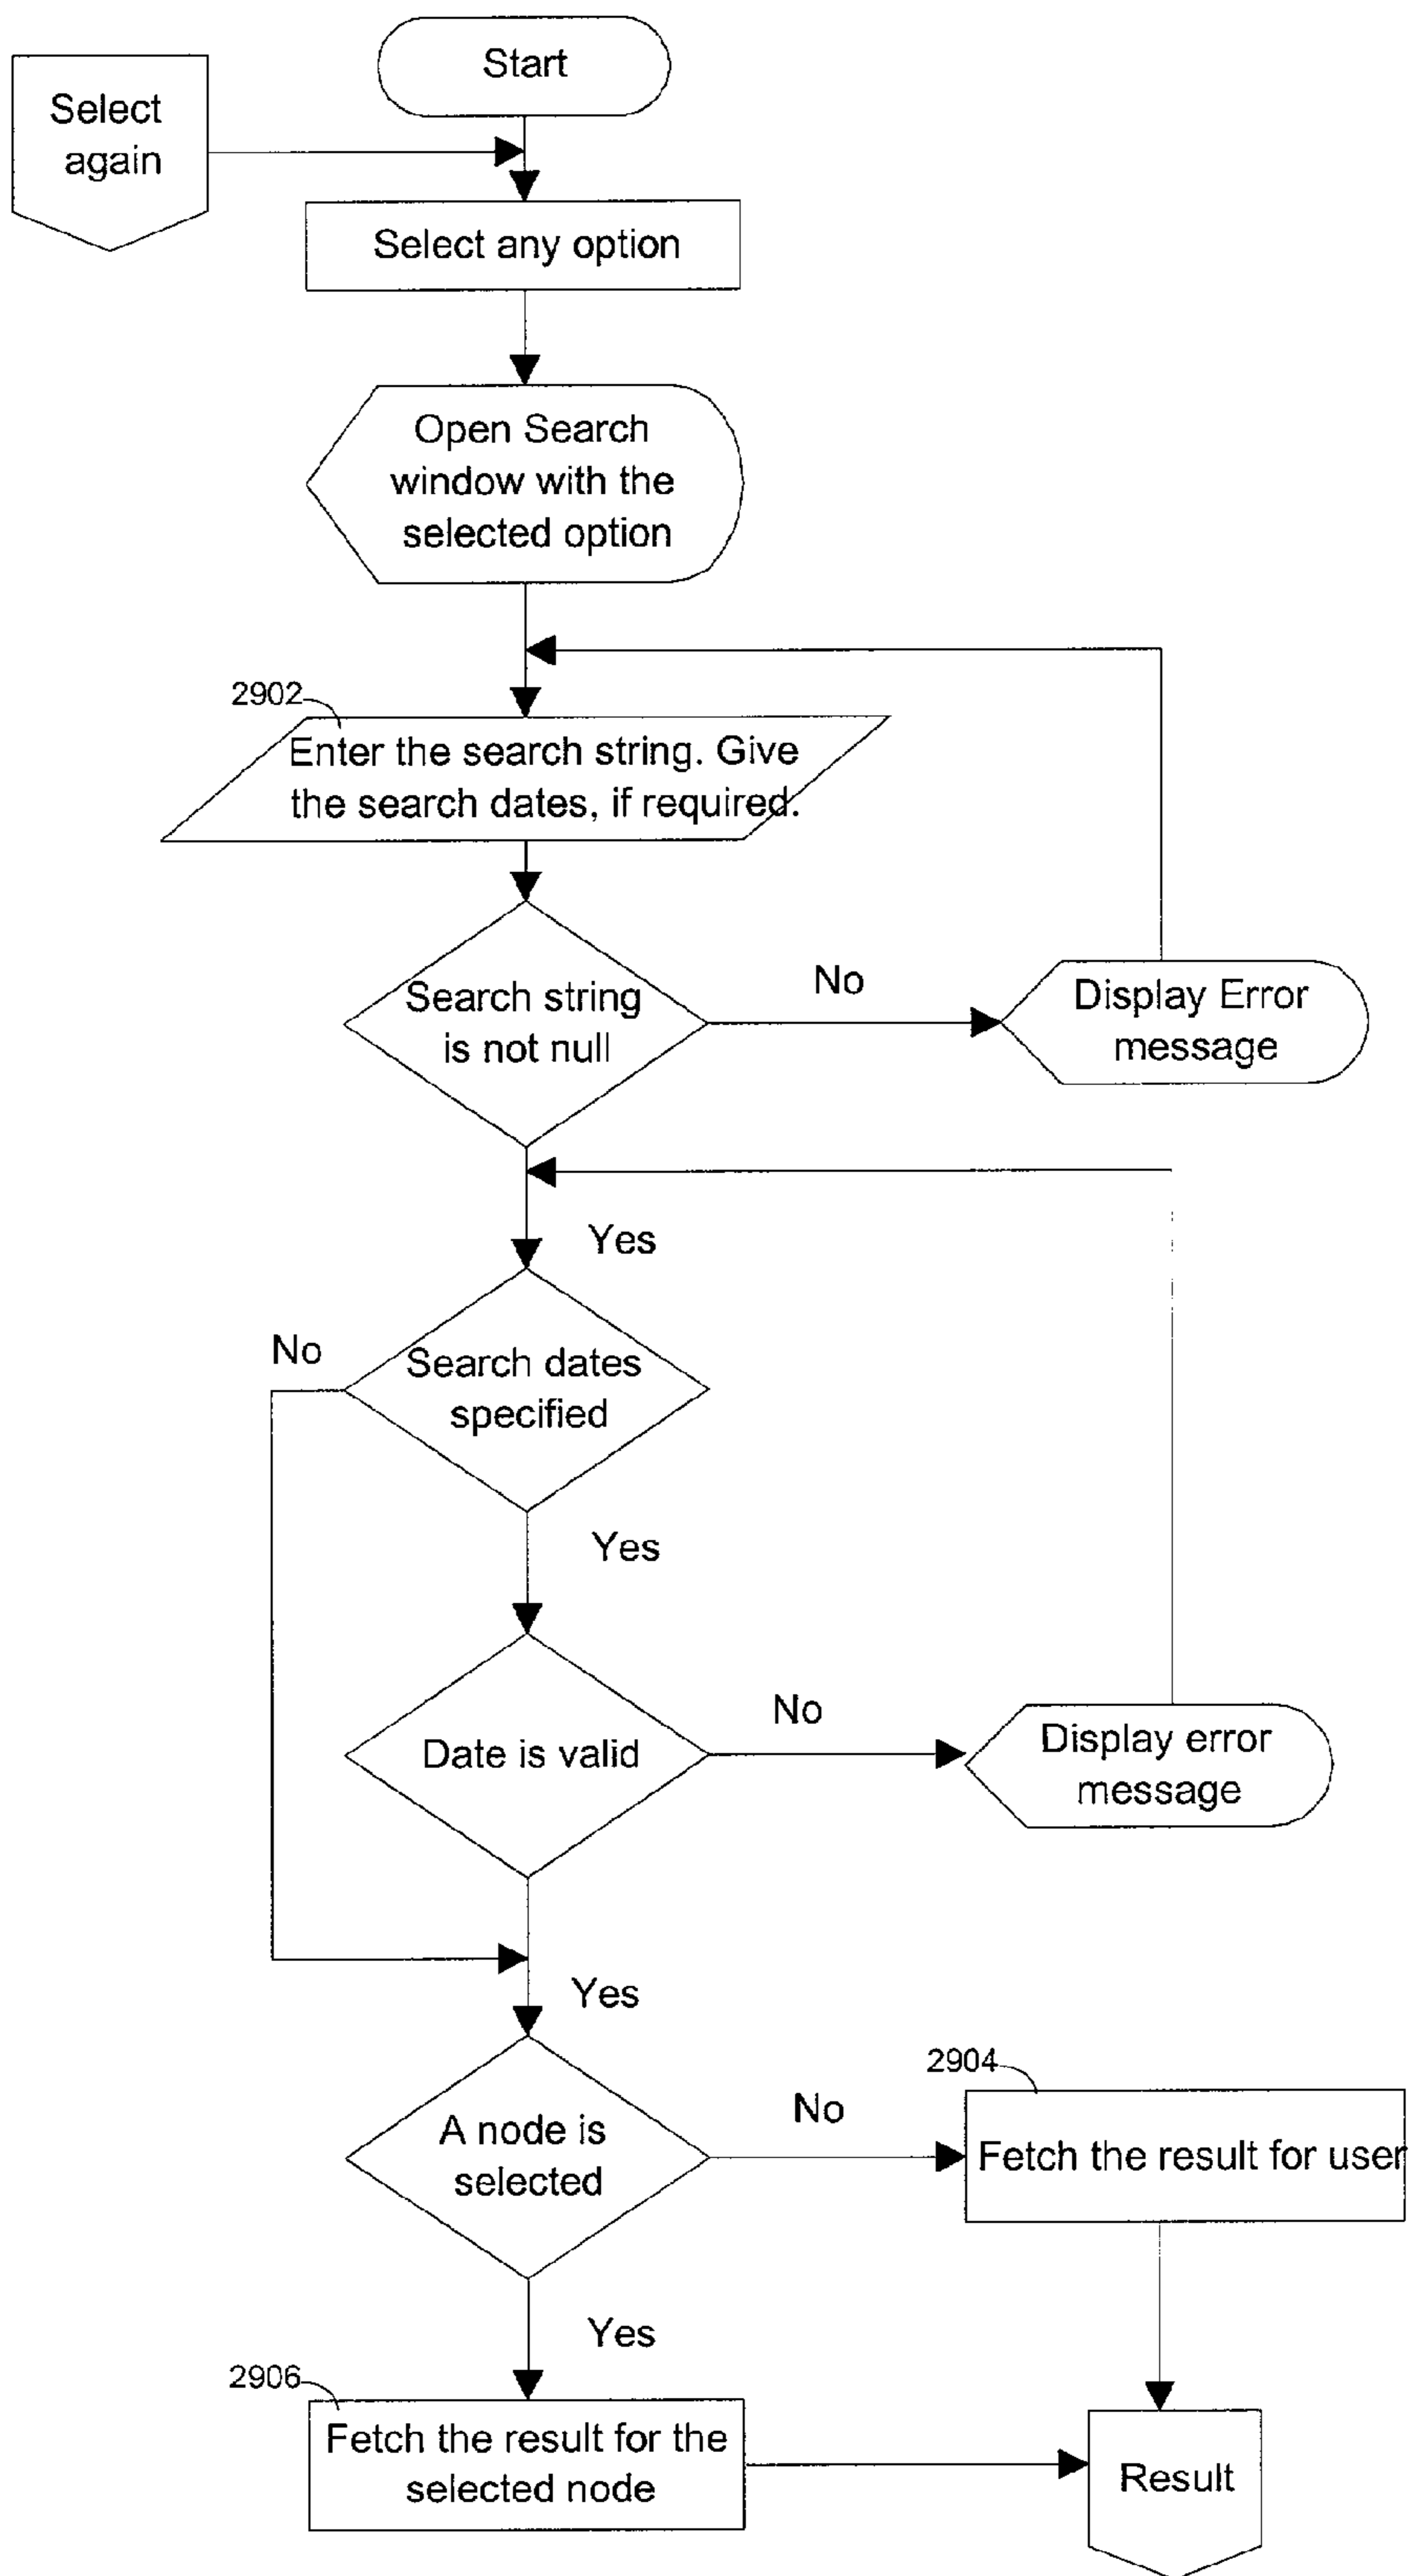 Start
Select
again
Select any option
Open Search
window with the
selected option
2902
Enter the search string. Give
the search dates, if required.
Search string
is not null
No
Display Error
message
Yes
No
Search dates
specified
Yes
Date is valid
No
Display error
message
Yes
A node is
selected
No
2904
Fetch the result for user
Yes
2906
Fetch the result for the
selected node
Result